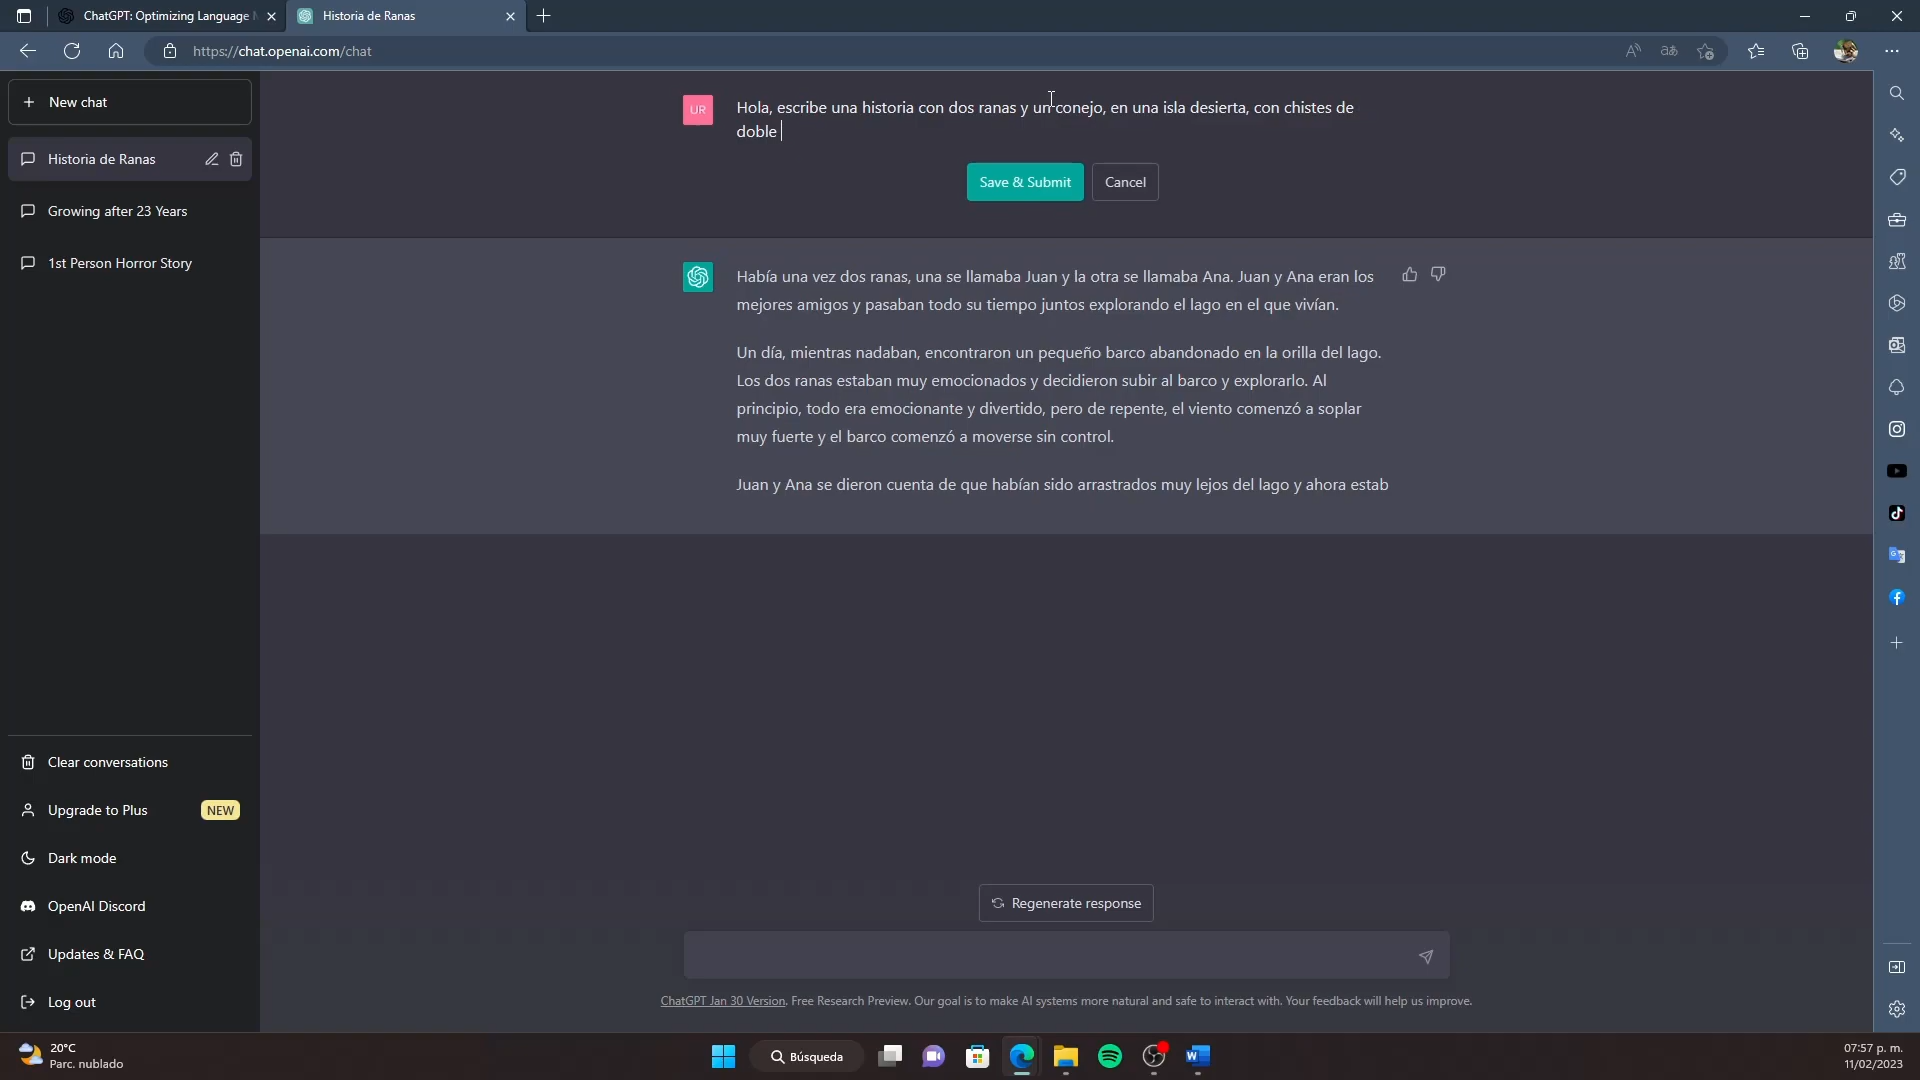 ChatGPT: Optimizing Language
Historia de Ranas
https://chat.openai.com/chat
New chat
Historia de Ranas
Growing after 23 Years
1st Person Horror Story
UR
Hola, escribe una historia con dos ranas y un conejo, en una isla desierta, con chistes de
doble
Save & Submit
Cancel
Había una vez dos ranas, una se llamaba Juan y la otra se llamaba Ana. Juan y Ana eran los
mejores amigos y pasaban todo su tiempo juntos explorando el lago en el que vivían.
Un día, mientras nadaban, encontraron un pequeño barco abandonado en la orilla del lago.
Los dos ranas estaban muy emocionados y decidieron subir al barco y explorarlo. Al
principio, todo era emocionante y divertido, pero de repente, el viento comenzó a soplar
muy fuerte y el barco comenzó a moverse sin control.
Juan y Ana se dieron cuenta de que habían sido arrastrados muy lejos del lago y ahora estab
Clear conversations
Upgrade to Plus NEW
Dark mode
OpenAI Discord
Updates & FAQ
Log out
Regenerate response
ChatGPT Jan 30 Version. Free Research Preview. Our goal is to make AI systems more natural and safe to interact with. Your feedback will help us improve.
20°C
Parc. nublado
Búsqueda
07:57 p. m.
11/02/2023